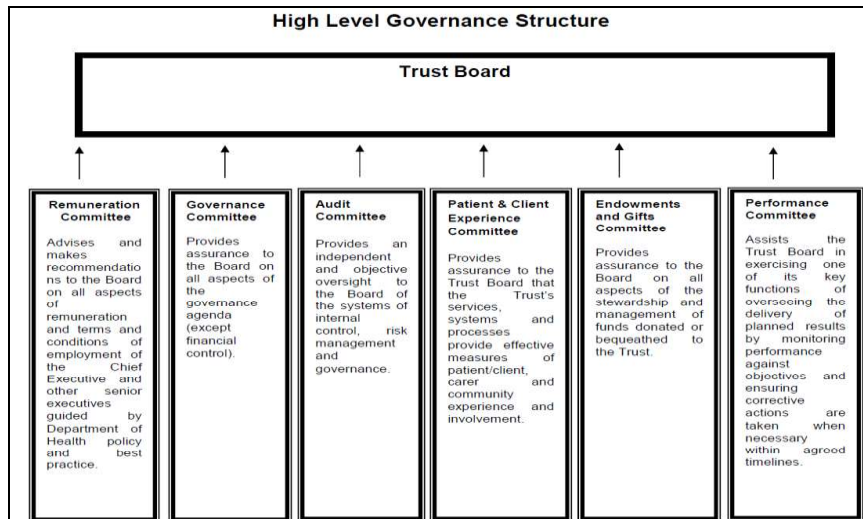 High Level Governance Structure
Trust Board
Remuneration
Committee
Advises and
makes
recommendatio
ns to the Board
on all aspects
of
remuneration
and terms and
conditions of
employment of
the Chief
Executive and
other senior
executives
guided by
Department of
Health policy
and best
practice.
Governance
Committee
Provides
assurance to
the Board on
all aspects of
the
governance
agenda
(except
financial
control).
Audit
Committee
Provides an
independent
and objective
oversight to
the Board of
the systems of
internal
control, risk
management
and
governance.
Patient & Client
Experience
Committee
Provides
assurance to the
Trust Board that
the Trust's
services,
systems and
processes
provide effective
measures of
patient/client,
carer and
community
experience and
involvement.
Endowments
and Gifts
Committee
Provides
assurance to the
Board on all
aspects of the
stewardship and
management of
funds donated or
bequeathed to
the Trust.
Performance
Committee
Assists the
Trust Board in
exercising one
of its key
functions of
overseeing the
delivery of
planned results
by monitoring
performance
against
objectives and
ensuring
corrective
actions are
taken when
necessary
within agreed
timelines.